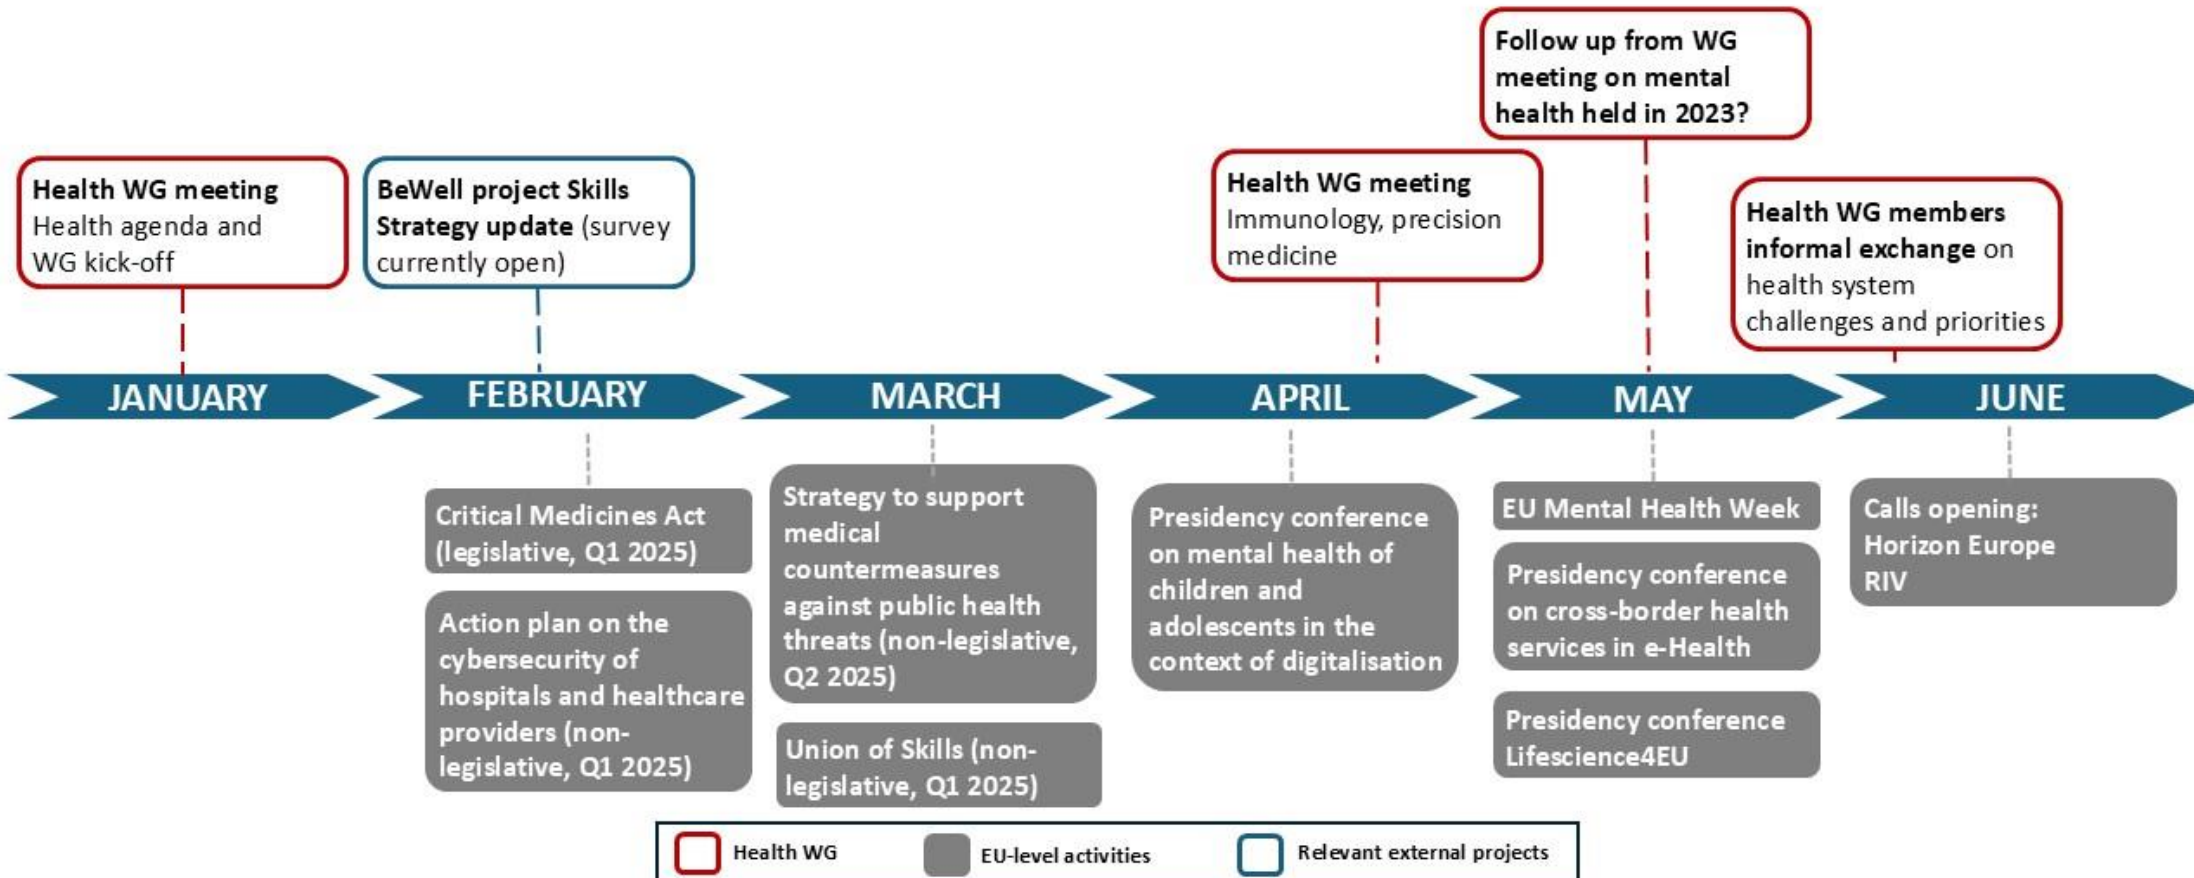 Follow up from WG
meeting on mental
health held in 2023?
Health WG meeting
Health agenda and
WG kick-off
BeWell project Skills
Strategy update (survey
currently open)
Health WG meeting
Immunology, precision
medicine
Health WG members
informal exchange on
health system
challenges and priorities
JANUARY
FEBRUARY
MARCH
APRIL
MAY
JUNE
Critical Medicines Act
(legislative, Q1 2025)
Action plan on the
cybersecurity of
hospitals and healthcare
providers (non-
legislative, Q1 2025)
Strategy to support
medical
countermeasures
against public health
threats (non-legislative,
Q2 2025)
Union of Skills (non-
legislative, Q1 2025)
Presidency conference
on mental health of
children and
adolescents in the
context of digitalisation
EU Mental Health Week
Presidency conference
on cross-border health
services in e-Health
Presidency conference
Lifescience4EU
Calls opening:
Horizon Europe
RIV
Health WG
EU-level activities
Relevant external projects